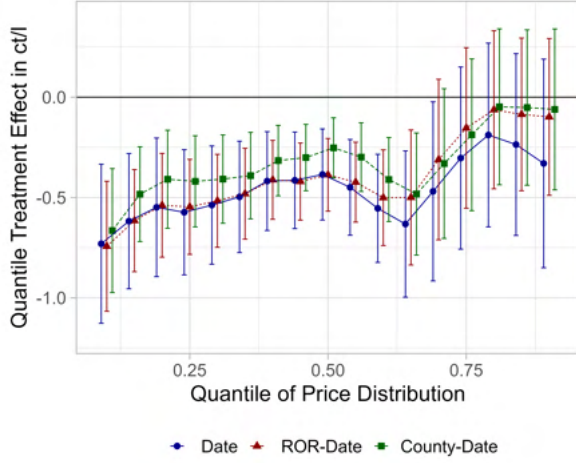 Quantile Treatment Effect in ct/l
0.0
-0.5
-1.0
0.25
0.50
0.75
Quantile of Price Distribution
Date
ROR-Date
County-Date